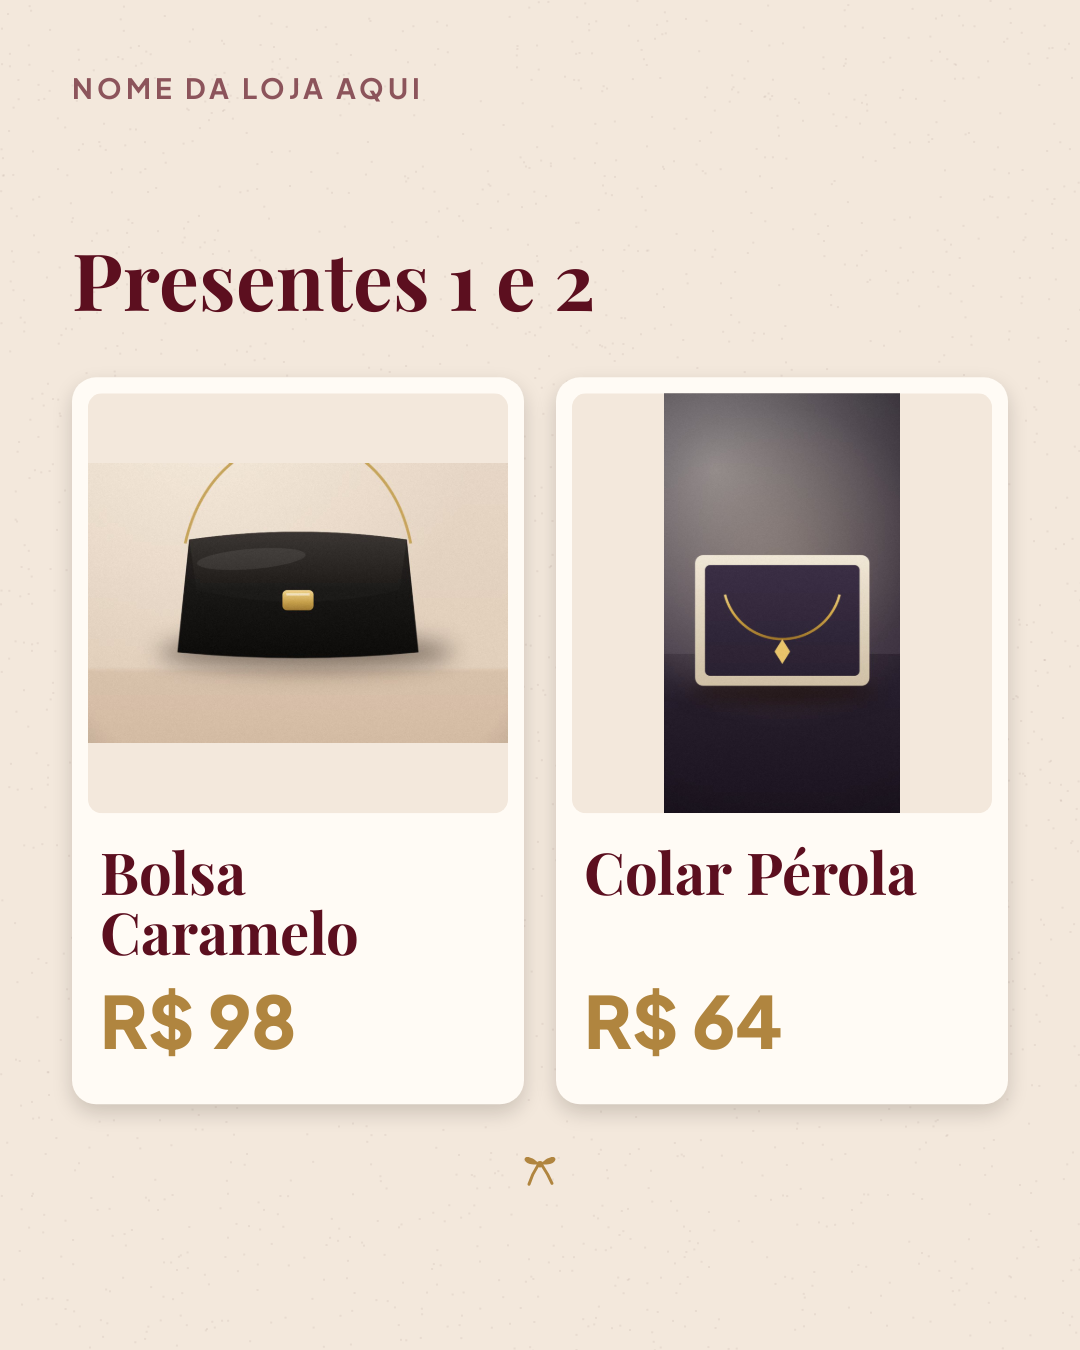 NOME DA LOJA AQUI
Presentes 1 e 2
Bolsa
Caramelo
R$ 98
Colar Pérola
R$ 64